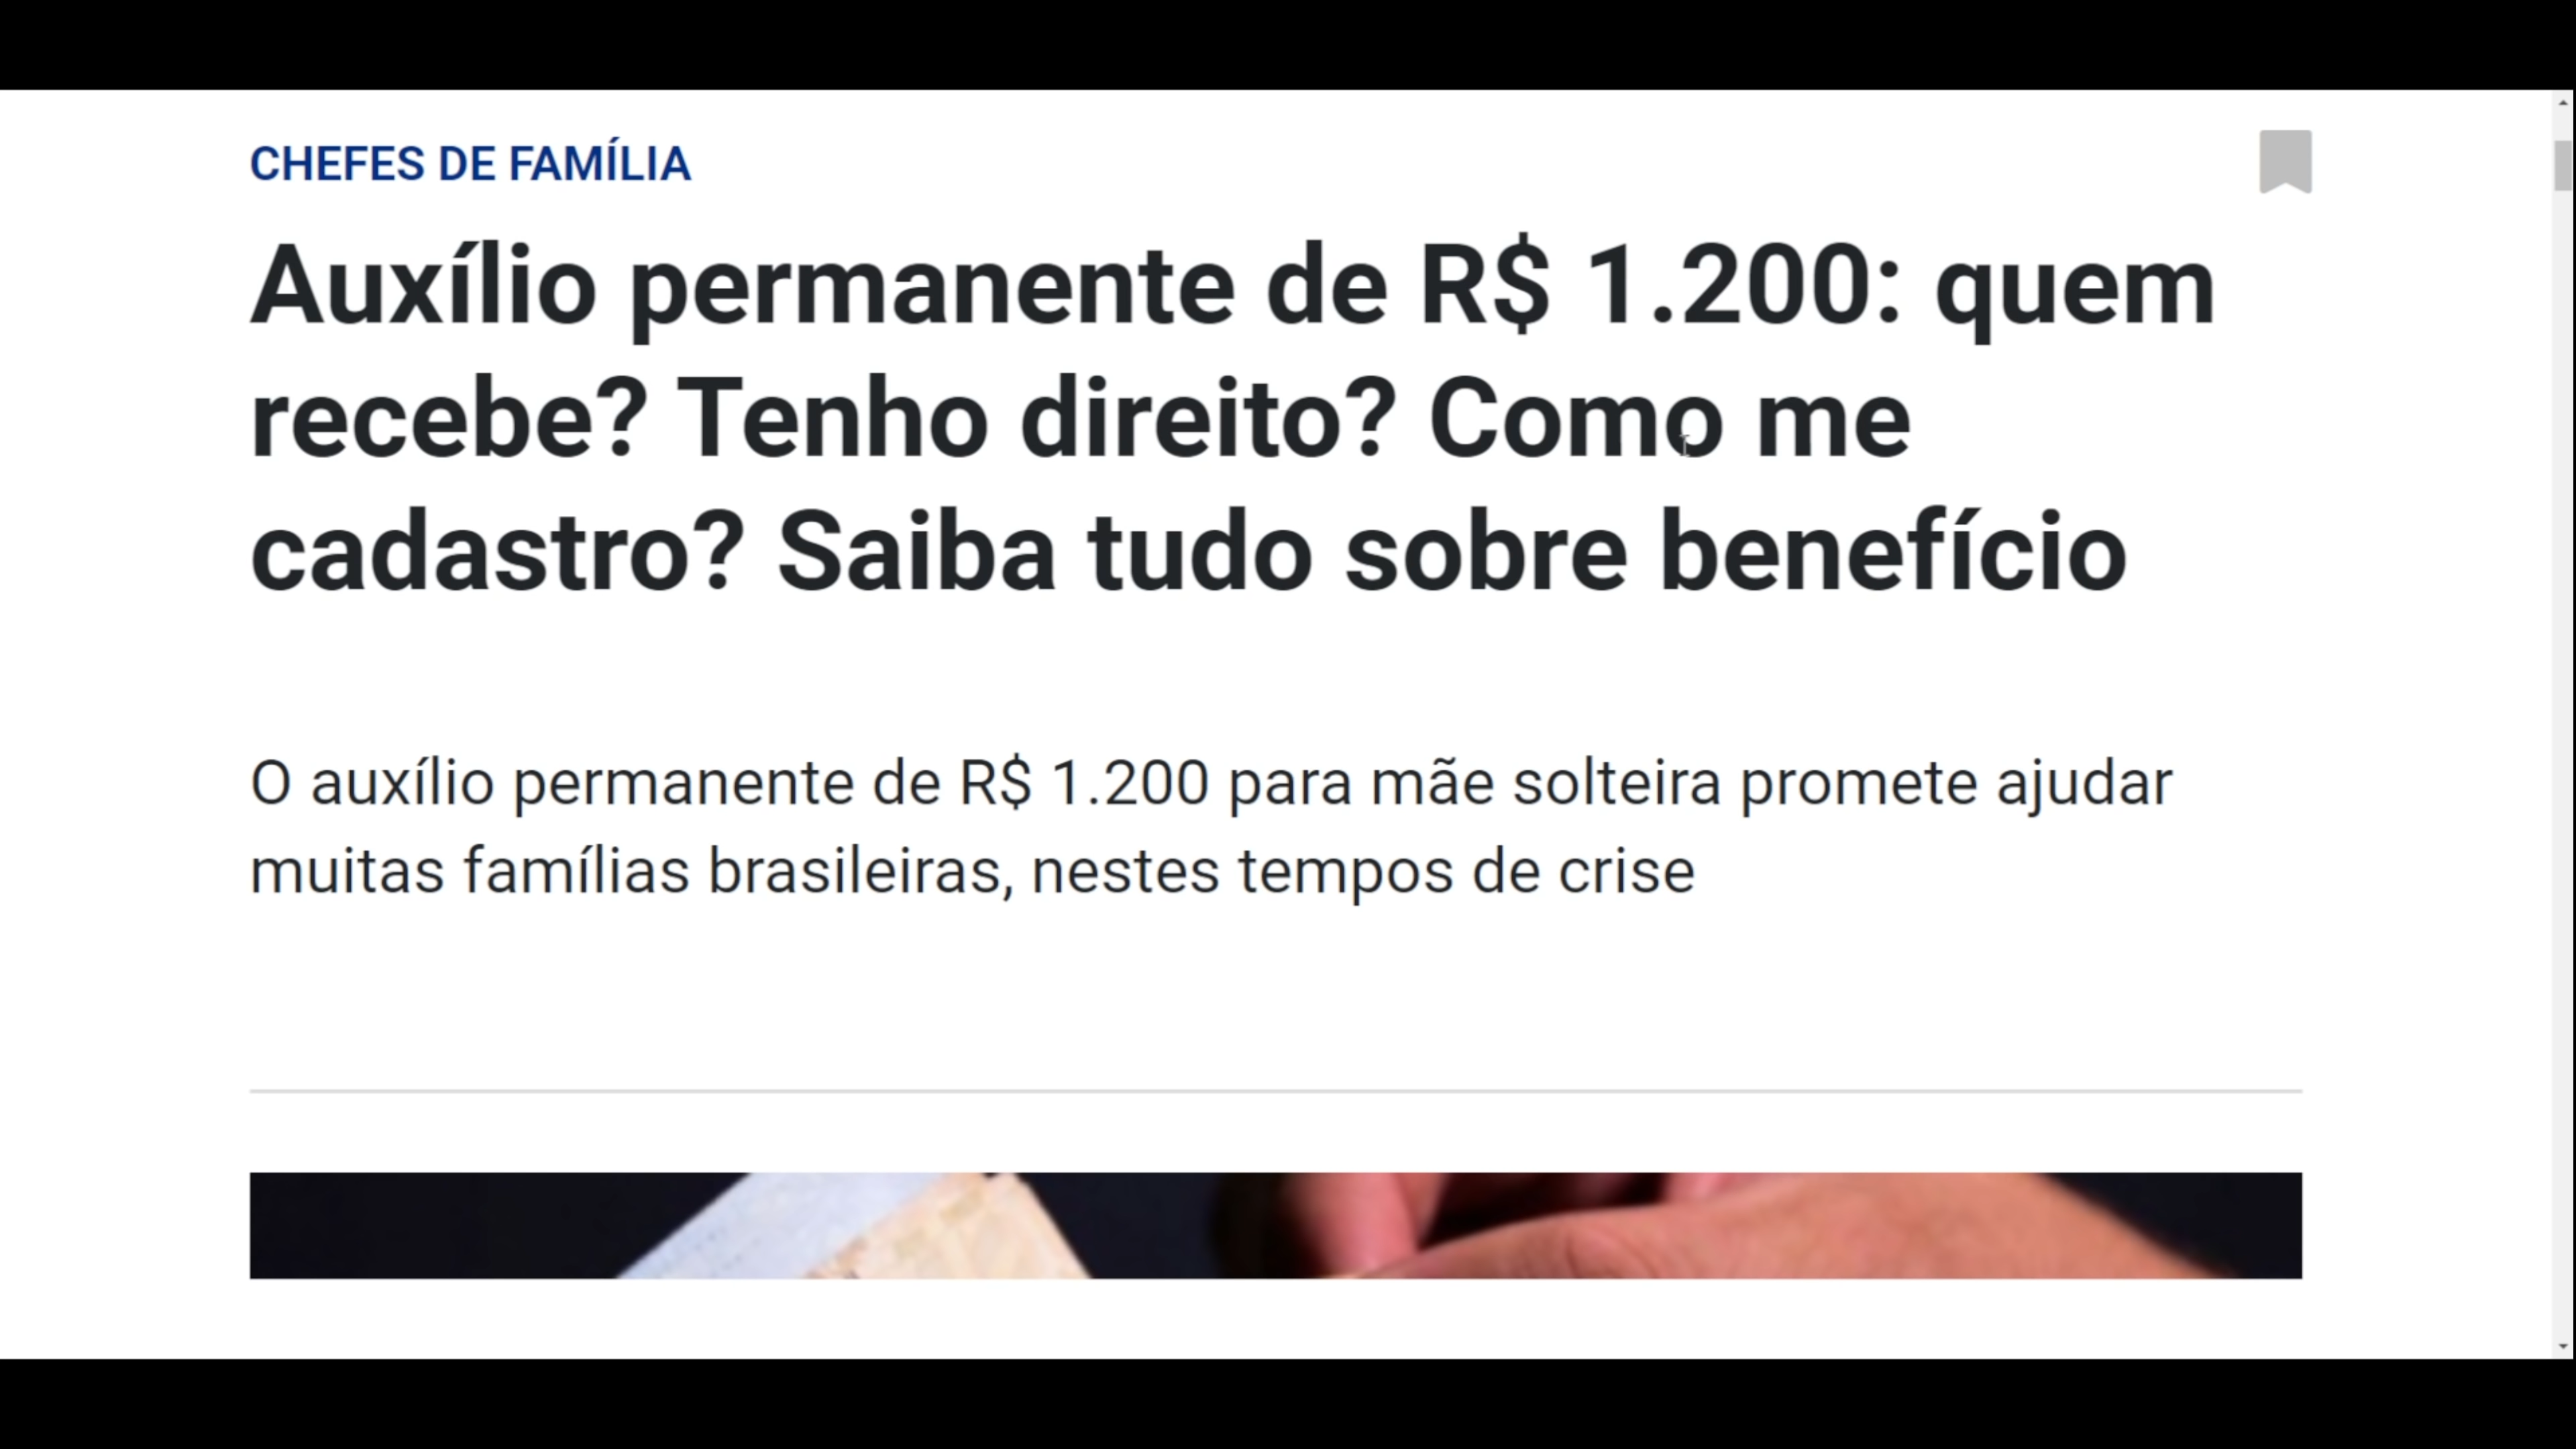 CHEFES DE FAMÍLIA
Auxílio permanente de R$ 1.200: quem
recebe? Tenho direito? Como me
cadastro? Saiba tudo sobre benefício
O auxílio permanente de R$ 1.200 para mãe solteira promete ajudar
muitas famílias brasileiras, nestes tempos de crise